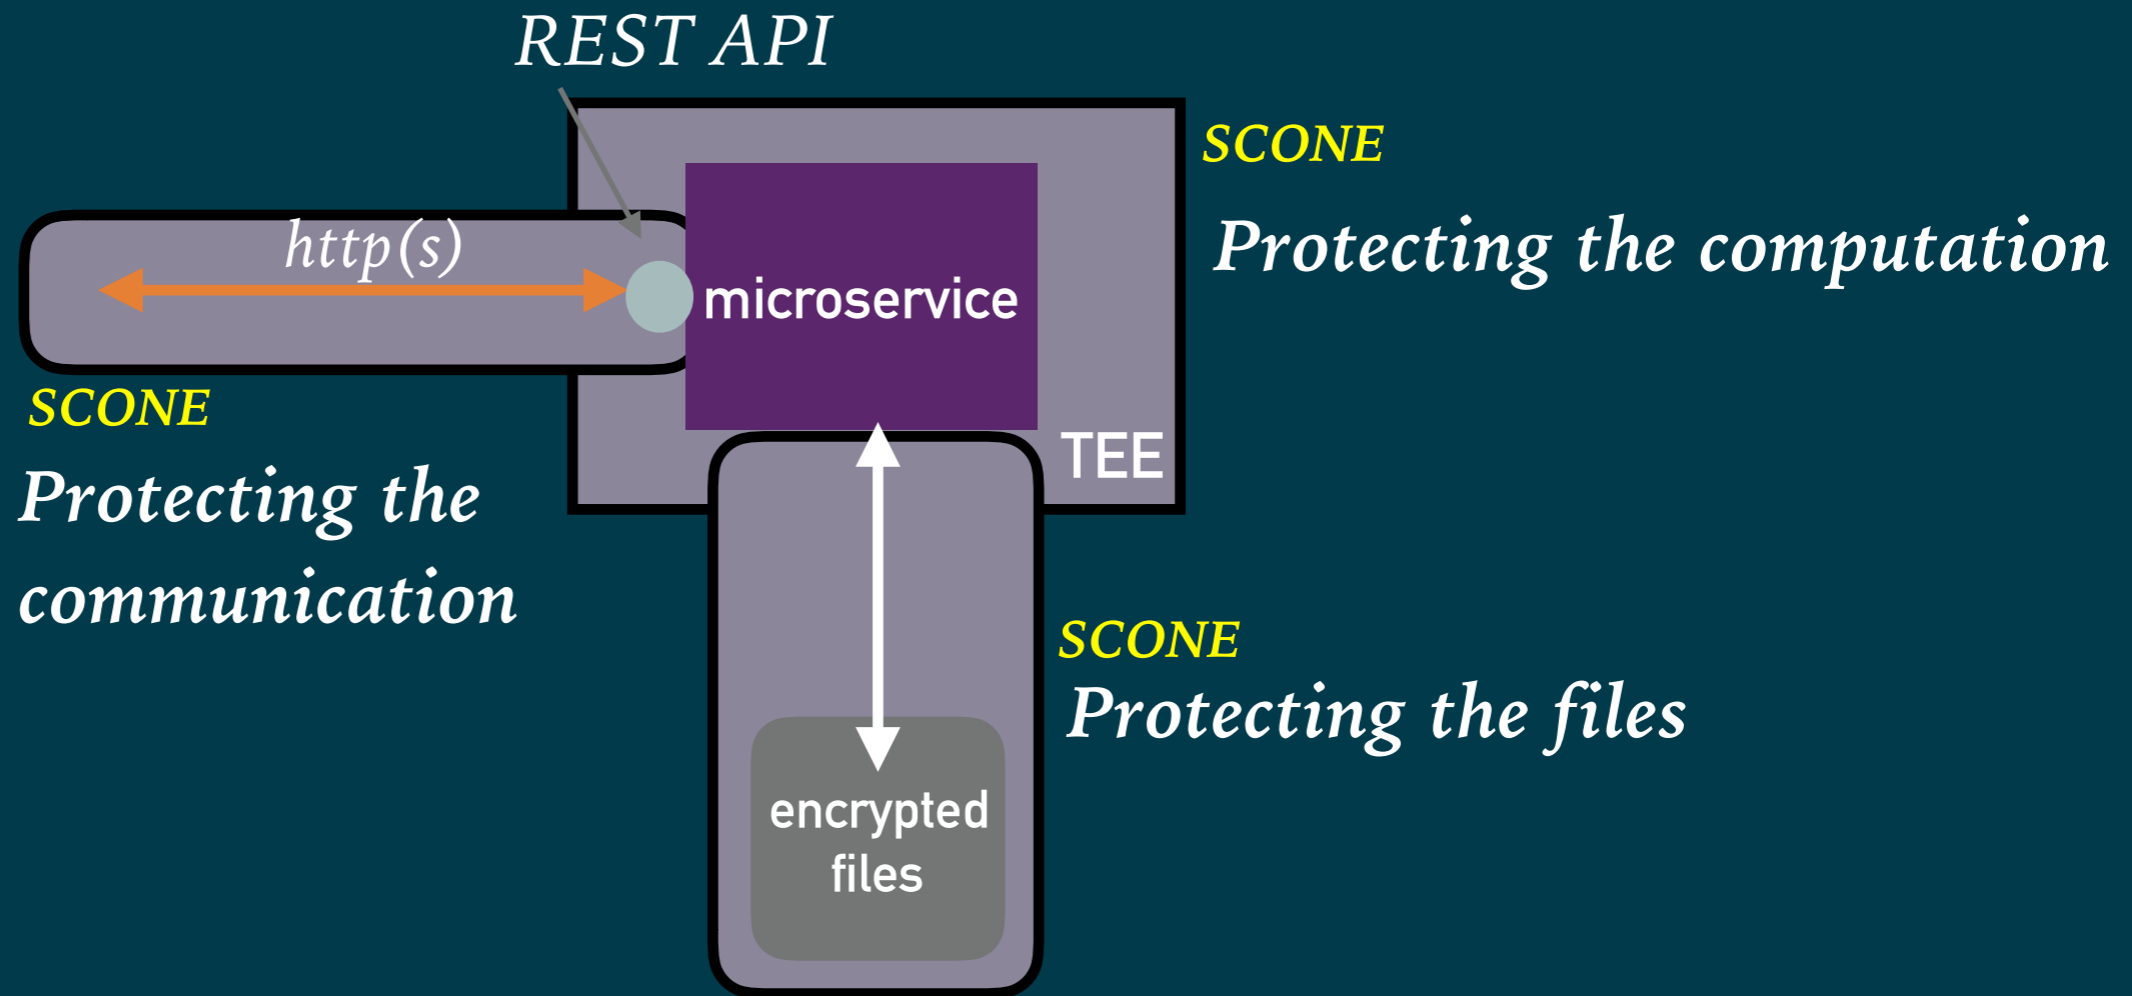 REST API
SCONE
Protecting the computation
http(s)
microservice
SCONE
Protecting the
communication
TEE
SCONE
Protecting the files
encrypted
files